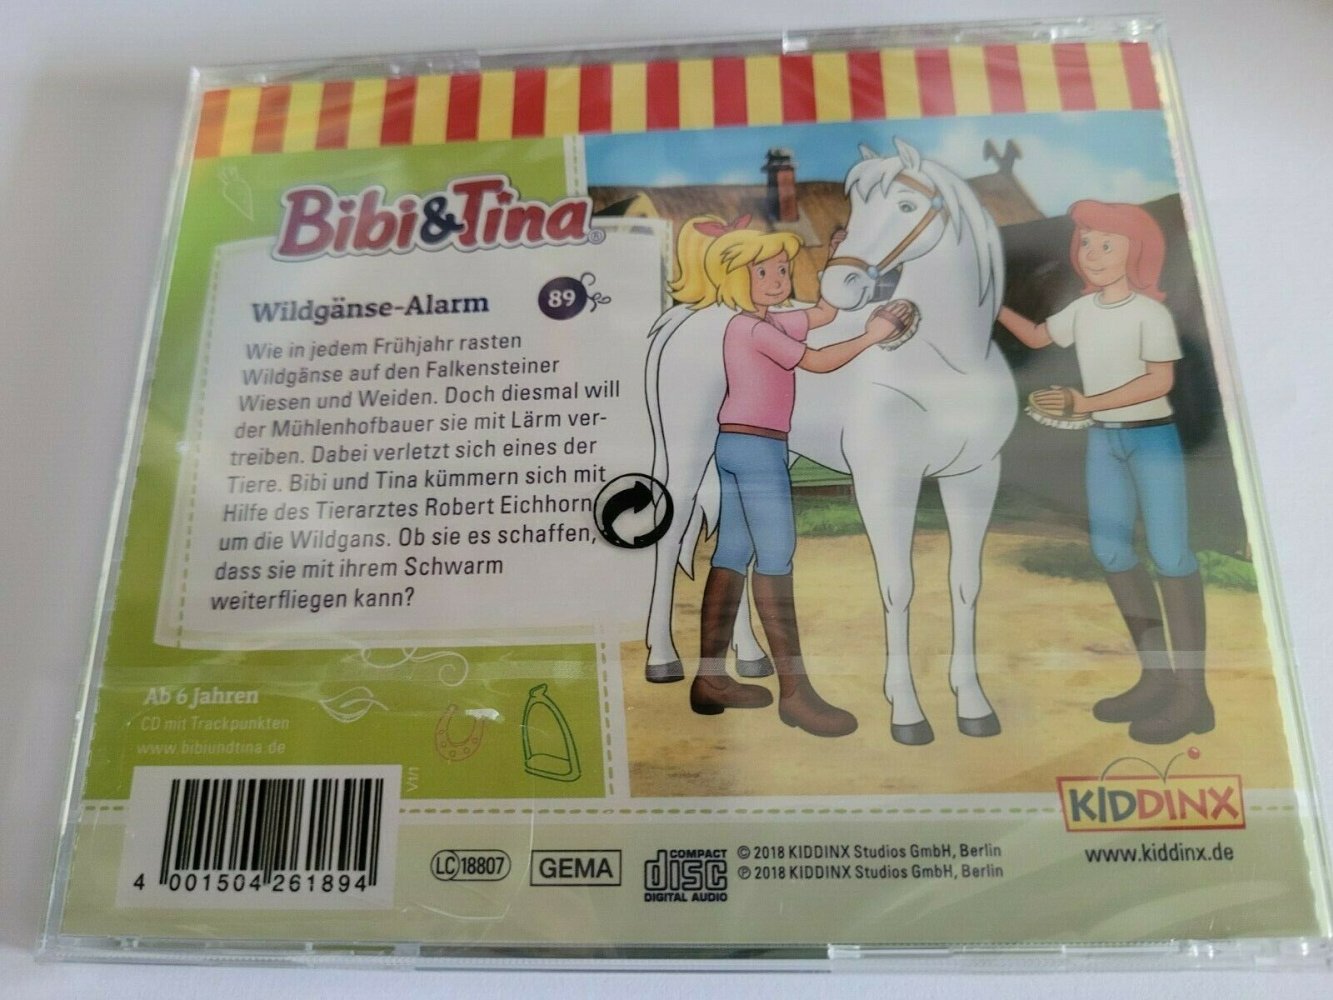 Bibi&Tina®
Wildgänse-Alarm 89
Wie in jedem Frühjahr rasten
Wildgänse auf den Falkensteiner
Wiesen und Weiden. Doch diesmal will
der Mühlenhofbauer sie mit Lärm ver-
treiben. Dabei verletzt sich eines der
Tiere. Bibi und Tina kümmern sich mit
Hilfe des Tierarztes Robert Eichhorn
um die Wildgans. Ob sie es schaffen,
dass sie mit ihrem Schwarm
weiterfliegen kann?
Ab 6 Jahren
CD mit Trackpunkten
www.bibiundtina.de
V1/1
4 001504 261894
LC 18807
GEMA
COMPACT
disc
DIGITAL AUDIO
© 2018 KIDDINX Studios GmbH, Berlin
℗ 2018 KIDDINX Studios GmbH, Berlin
KIDDINX
www.kiddinx.de